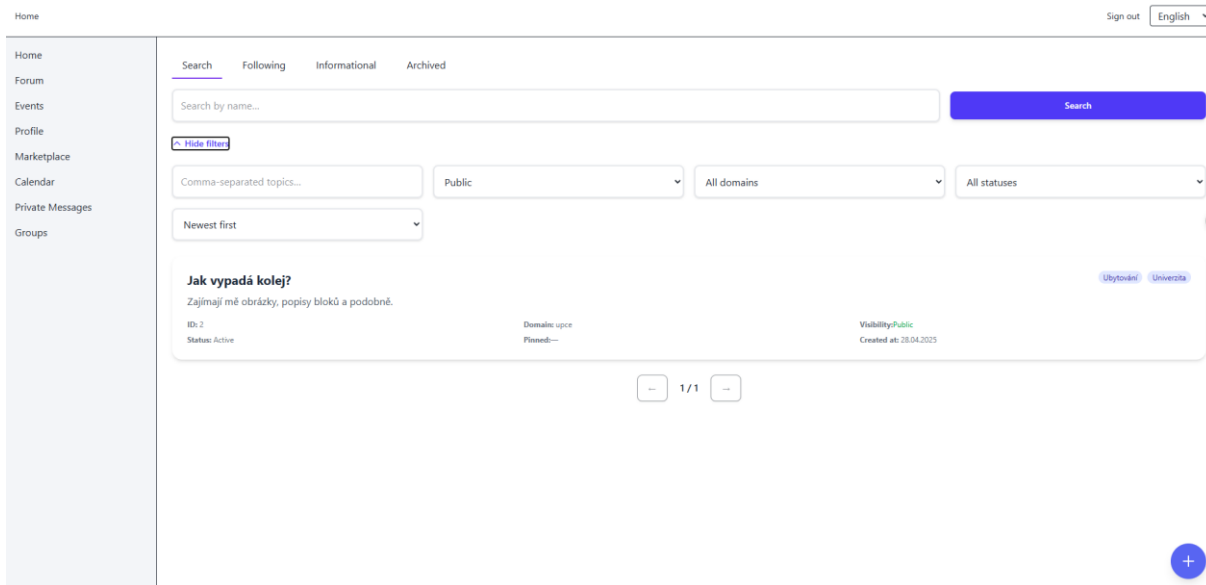 Home
Sign out English
Home
Forum
Events
Profile
Marketplace
Calendar
Private Messages
Groups
Search Following Informational Archived
Search by name...
Search
Hide filters
Comma-separated topics...
Public
All domains
All statuses
Newest first
Jak vypadá kolej?
Ubytování Univerzita
Zajímají mě obrázky, popisy bloků a podobně.
ID: 2 Domain: upce Visibility:Public
Status: Active Pinned:— Created at: 28.04.2025
← 1 / 1 →
+